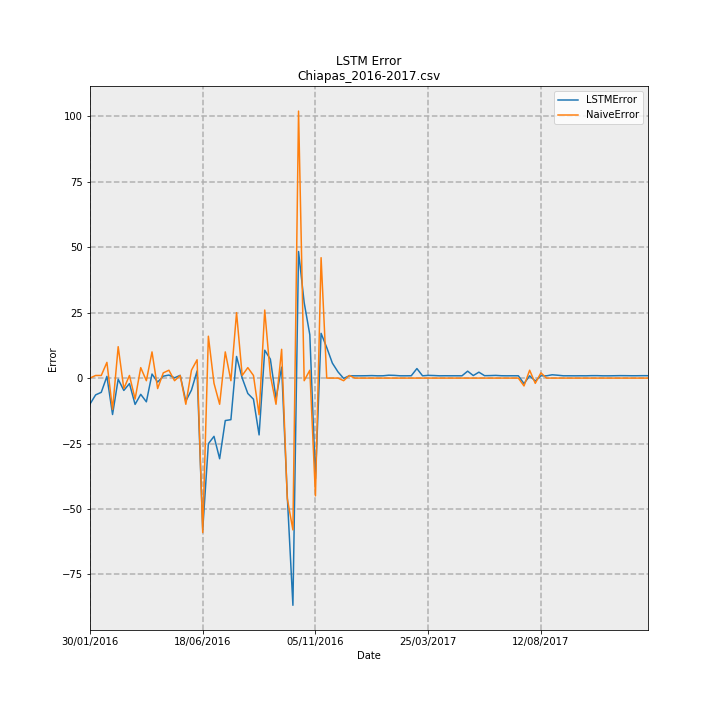 LSTM Error
Chiapas_2016-2017.csv
LSTMError
NaiveError
100
75
50
25
0
−25
−50
−75
Error
30/01/2016
18/06/2016
05/11/2016
25/03/2017
12/08/2017
Date